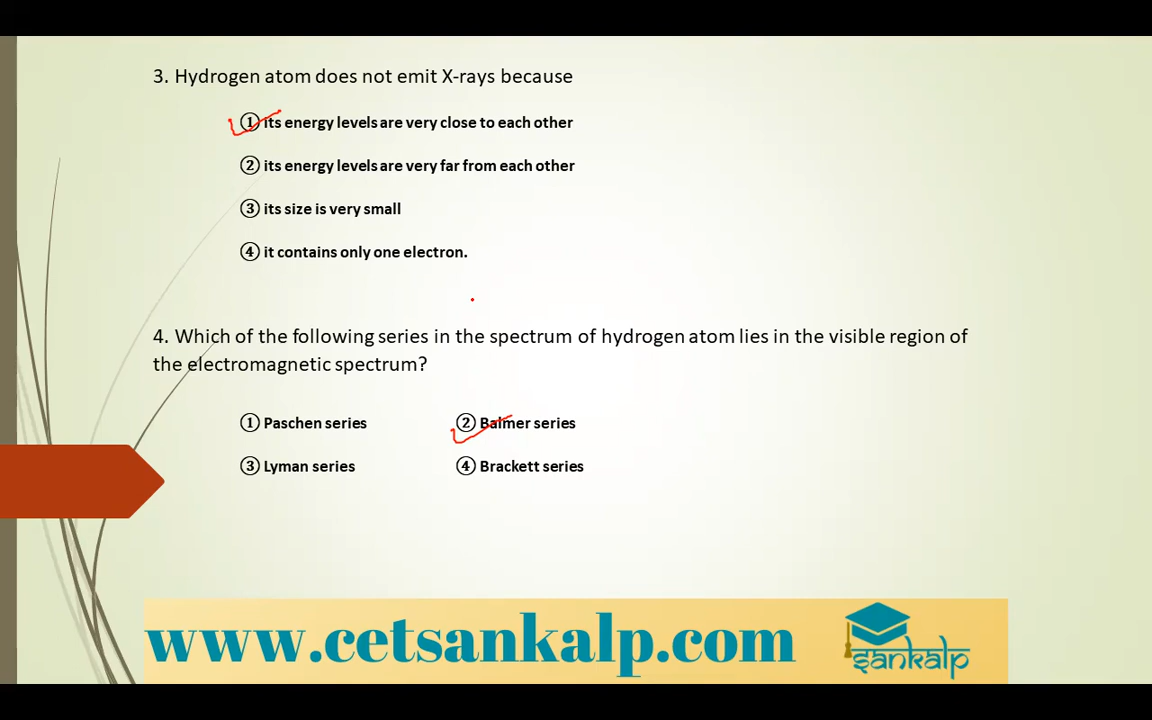 3. Hydrogen atom does not emit X-rays because
① its energy levels are very close to each other
② its energy levels are very far from each other
③ its size is very small
④ it contains only one electron.
4. Which of the following series in the spectrum of hydrogen atom lies in the visible region of
the electromagnetic spectrum?
① Paschen series ② Balmer series
③ Lyman series ④ Brackett series
www.cetsankalp.com
संkalp